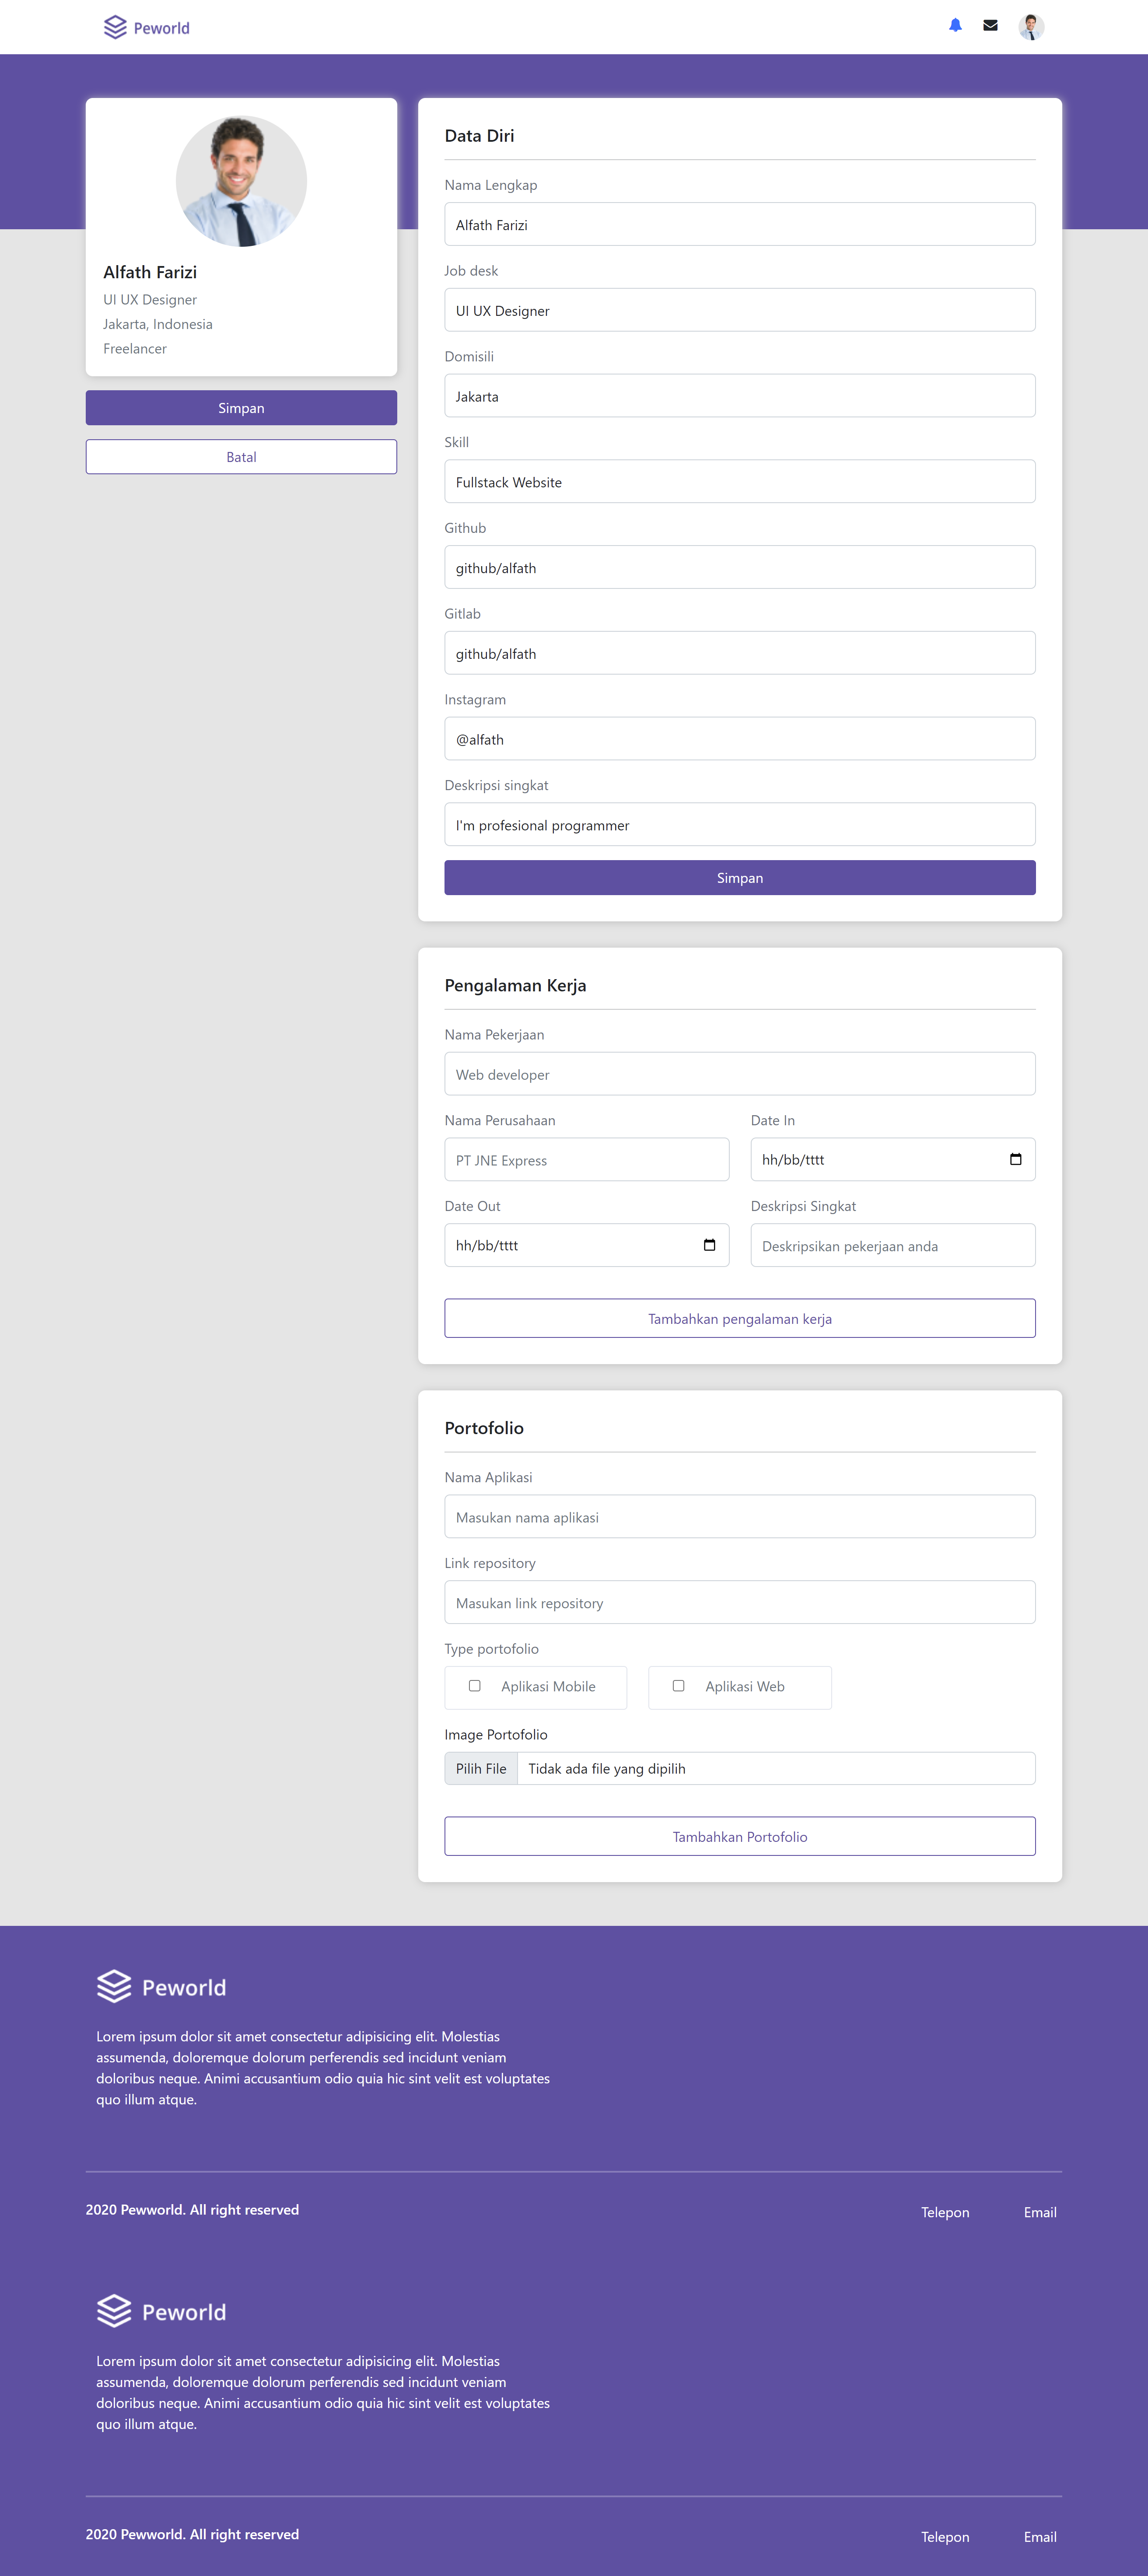 Peworld
Alfath Farizi
UI UX Designer
Jakarta, Indonesia
Freelancer
Simpan
Batal
Data Diri
Nama Lengkap
Alfath Farizi
Job desk
UI UX Designer
Domisili
Jakarta
Skill
Fullstack Website
Github
github/alfath
Gitlab
github/alfath
Instagram
@alfath
Deskripsi singkat
I'm profesional programmer
Simpan
Pengalaman Kerja
Nama Pekerjaan
Web developer
Nama Perusahaan
PT JNE Express
Date In
hh/bb/tttt
Date Out
hh/bb/tttt
Deskripsi Singkat
Deskripsikan pekerjaan anda
Tambahkan pengalaman kerja
Portofolio
Nama Aplikasi
Masukan nama aplikasi
Link repository
Masukan link repository
Type portofolio
Aplikasi Mobile
Aplikasi Web
Image Portofolio
Pilih File
Tidak ada file yang dipilih
Tambahkan Portofolio
Peworld
Lorem ipsum dolor sit amet consectetur adipisicing elit. Molestias
assumenda, doloremque dolorum perferendis sed incidunt veniam
doloribus neque. Animi accusantium odio quia hic sint velit est voluptates
quo illum atque.
2020 Pewworld. All right reserved
Telepon
Email
Peworld
Lorem ipsum dolor sit amet consectetur adipisicing elit. Molestias
assumenda, doloremque dolorum perferendis sed incidunt veniam
doloribus neque. Animi accusantium odio quia hic sint velit est voluptates
quo illum atque.
2020 Pewworld. All right reserved
Telepon
Email